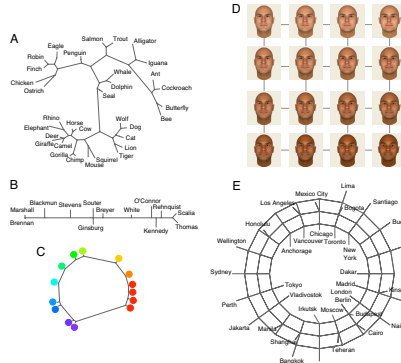 A
Eagle
Robin
Finch
Chicken
Ostrich
Penguin
Salmon
Trout
Alligator
Iguana
Ant
Cockroach
Butterfly
Bee
Whale
Dolphin
Seal
Wolf
Dog
Cat
Lion
Tiger
Squirrel
Mouse
Chimp
Gorilla
Camel
Giraffe
Deer
Elephant
Rhino
Horse
Cow
B
Marshall
Brennan
Blackmun
Stevens
Souter
Ginsburg
Breyer
White
O'Connor
Kennedy
Rehnquist
Scalia
Thomas
C
D
E
Mexico City
Lima
Los Angeles
Bogota
Santiago
Honolulu
Chicago
Vancouver
Toronto
Anchorage
New
York
Wellington
Sydney
Dakar
Tokyo
Madrid
Vladivostok
London
Berlin
Perth
Irkutsk
Moscow
Budapest
Jakarta
Manila
Cairo
Shanghai
Teheran
Bangkok